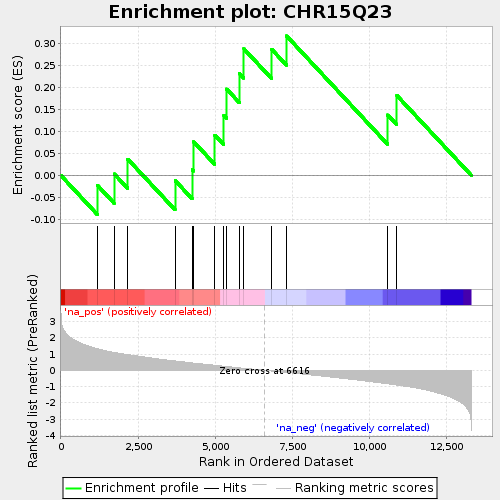 Enrichment plot: CHR15Q23
Enrichment score (ES)
0.30
0.25
0.20
0.15
0.10
0.05
0.00
-0.05
-0.10
'na_pos' (positively correlated)
Ranked list metric (PreRanked)
3
2
1
0
-1
-2
-3
-4
Zero cross at 6616
'na_neg' (negatively correlated)
0
2,500
5,000
7,500
10,000
12,500
Rank in Ordered Dataset
Enrichment profile
Hits
Ranking metric scores